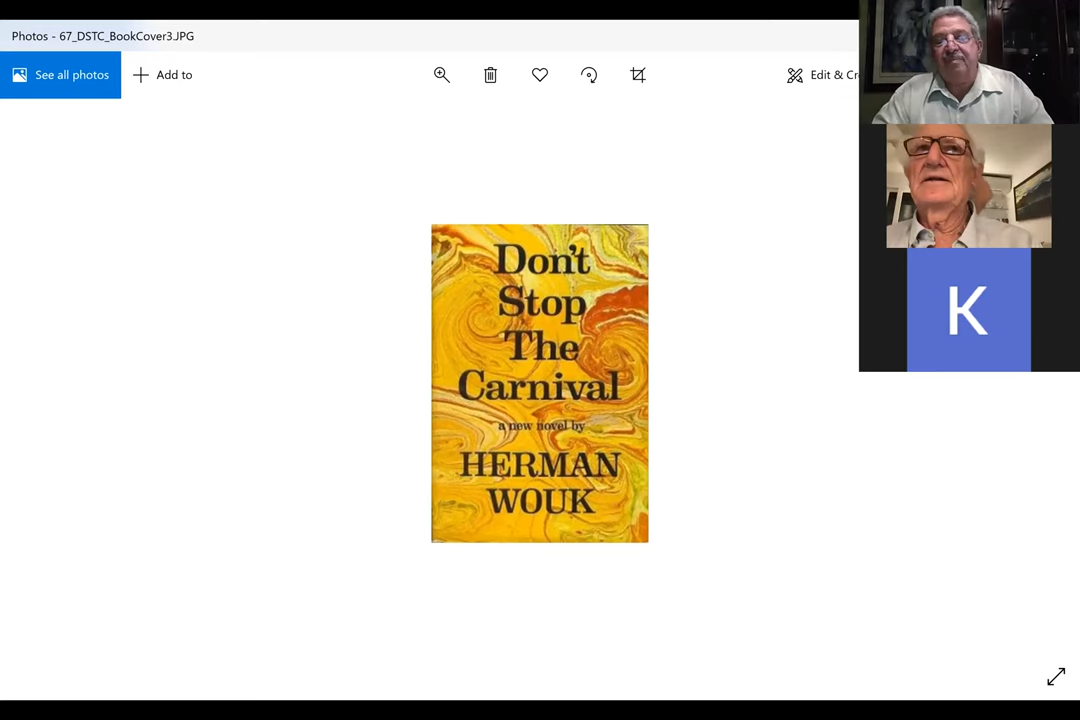 Photos - 67_DSTC_BookCover3.JPG
See all photos
Add to
Edit & Cr
Don't
Stop
The
Carnival
a new novel by
HERMAN
WOUK
K